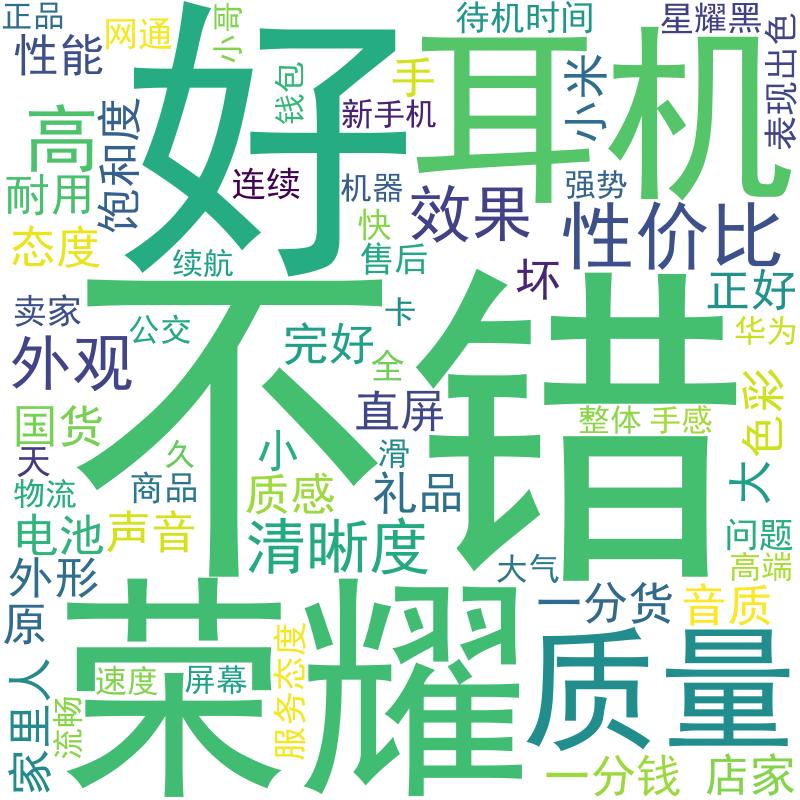 正品
网通
小哥
好
待机时间
星耀黑
性能
钱包
手
耳机
小米
表现出色
高
饱和度
新手机
耐用
连续
机器
效果
强势
性价比
态度
快
续航
售后
坏
正好
卖家
公交
不错
卡
华为
外观
完好
全
色彩
国货
直屏
整体 手感
天
久
小
滑
大
物流
商品
质感
礼品
电池
声音
清晰度
问题
外形
大气
高端
原
荣耀
一分货
音质
家里人
流畅
速度
屏幕
服务态度
质量
一分钱
店家